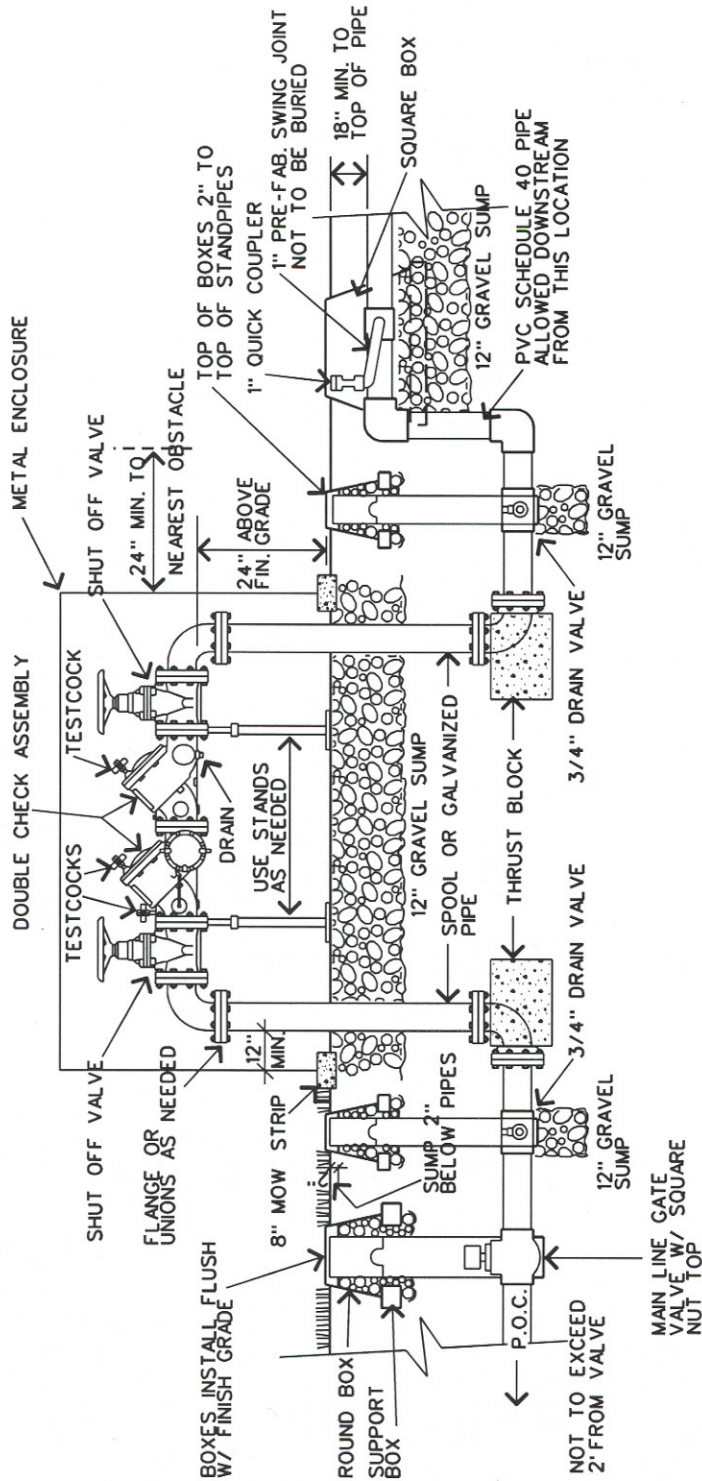 METAL ENCLOSURE
DOUBLE CHECK ASSEMBLY
TESTCOCK
TESTCOCKS
SHUT OFF VALVE
24" MIN. TO
NEAREST OBSTACLE
24" ABOVE
FIN. GRADE
TOP OF BOXES 2" TO
TOP OF STANDPIPES
1" QUICK COUPLER
1" PRE-FAB. SWING JOINT
NOT TO BE BURIED
18" MIN. TO
TOP OF PIPE
SQUARE BOX
12" GRAVEL SUMP
PVC SCHEDULE 40 PIPE
ALLOWED DOWNSTREAM
FROM THIS LOCATION
12" GRAVEL
SUMP
3/4" DRAIN VALVE
DRAIN
USE STANDS
AS NEEDED
12" GRAVEL SUMP
SPOOL OR GALVANIZED
PIPE
THRUST BLOCK
3/4" DRAIN VALVE
12" GRAVEL
SUMP
SHUT OFF VALVE
FLANGE OR
UNIONS AS NEEDED
12"
MIN.
8" MOW STRIP
SUMP 2"
BELOW PIPES
BOXES INSTALL FLUSH
W/ FINISH GRADE
ROUND BOX
SUPPORT
BOX
P.O.C.
NOT TO EXCEED
2' FROM VALVE
MAIN LINE GATE
VALVE W/ SQUARE
NUT TOP